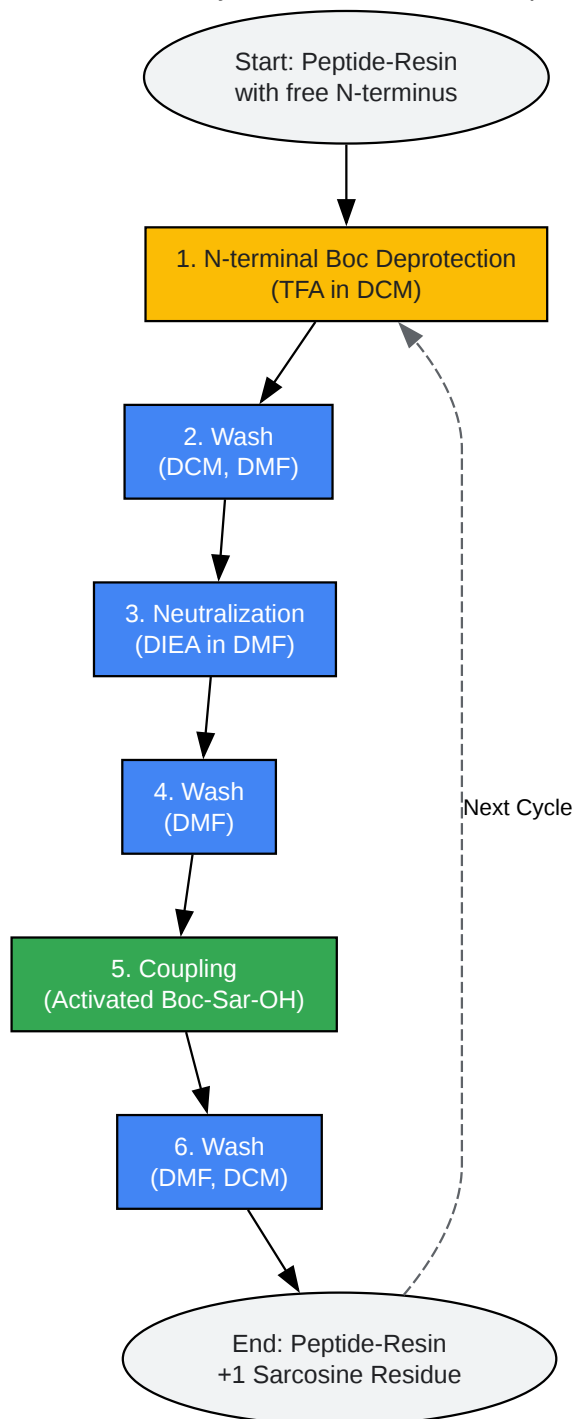 Start: Peptide-Resin
with free N-terminus
1. N-terminal Boc Deprotection
(TFA in DCM)
2. Wash
(DCM, DMF)
3. Neutralization
(DIEA in DMF)
4. Wash
(DMF)
Next Cycle
5. Coupling
(Activated Boc-Sar-OH)
6. Wash
(DMF, DCM)
End: Peptide-Resin
+1 Sarcosine Residue